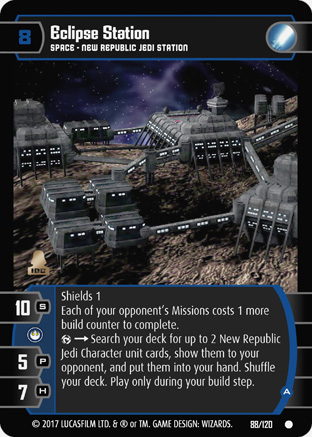 8
Eclipse Station
SPACE - NEW REPUBLIC JEDI STATION
10 S
5 P
7 H
Shields 1
Each of your opponent's Missions costs 1 more
build counter to complete.
→ Search your deck for up to 2 New Republic
Jedi Character unit cards, show them to your
opponent, and put them into your hand. Shuffle
your deck. Play only during your build step.
A
© 2017 LUCASFILM LTD. & ® or TM. GAME DESIGN: WIZARDS.
88/120